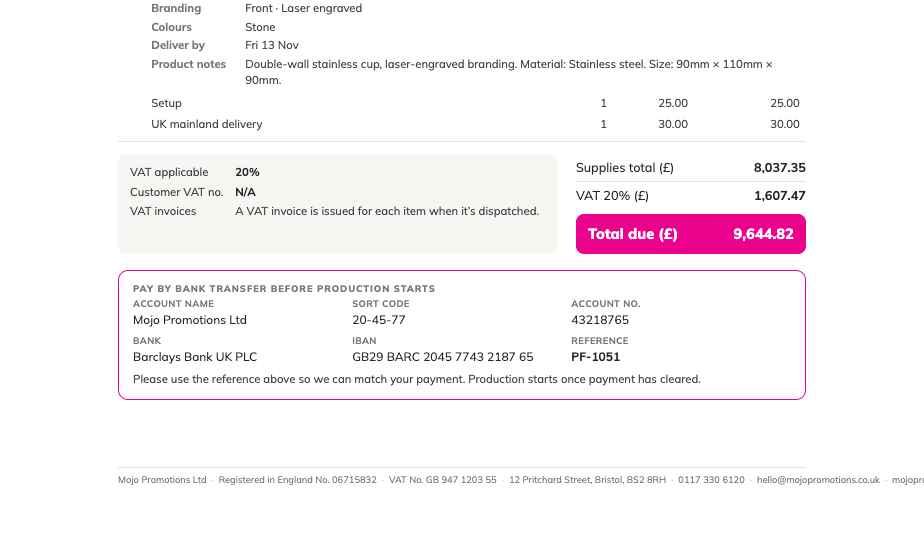 Branding Front · Laser engraved
Colours Stone
Deliver by Fri 13 Nov
Product notes Double-wall stainless cup, laser-engraved branding. Material: Stainless steel. Size: 90mm × 110mm ×
90mm.
Setup 1 25.00 25.00
UK mainland delivery 1 30.00 30.00
VAT applicable 20%
Customer VAT no. N/A
VAT invoices A VAT invoice is issued for each item when it’s dispatched.
Supplies total (£) 8,037.35
VAT 20% (£) 1,607.47
Total due (£) 9,644.82
PAY BY BANK TRANSFER BEFORE PRODUCTION STARTS
ACCOUNT NAME SORT CODE ACCOUNT NO.
Mojo Promotions Ltd 20-45-77 43218765
BANK IBAN REFERENCE
Barclays Bank UK PLC GB29 BARC 2045 7743 2187 65 PF-1051
Please use the reference above so we can match your payment. Production starts once payment has cleared.
Mojo Promotions Ltd · Registered in England No. 06715832 · VAT No. GB 947 1203 55 · 12 Pritchard Street, Bristol, BS2 8RH · 0117 330 6120 · hello@mojopromotions.co.uk ·